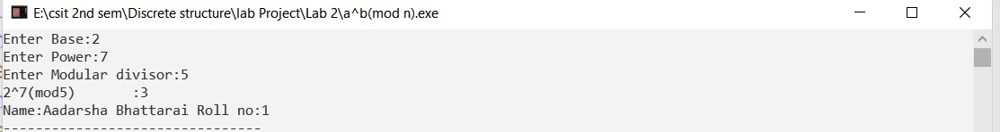 E:\csit 2nd sem\Discrete structure\lab Project\Lab 2\a^b(mod n).exe
Enter Base:2
Enter Power:7
Enter Modular divisor:5
2^7(mod5)       :3
Name:Aadarsha Bhattarai Roll no:1
--------------------------------